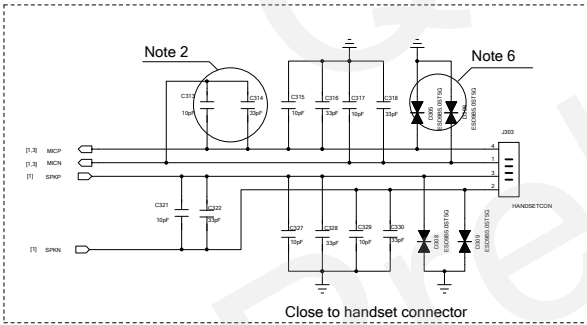 Note 2
Note 6
C313
10pF
C314
33pF
C315
10pF
C316
33pF
C317
10pF
C318
33pF
D305
ESD9B5.0ST5G
ESD9B5.0ST5G
J303
[1,3] MICP
4
[1,3] MICN
1
[1] SPKP
3
2
HANDSETCON
C321
10pF
C322
33pF
C327
10pF
C328
33pF
C329
10pF
C330
33pF
D308
ESD9B5.0ST5G
D309
ESD9B5.0ST5G
[1] SPKN
Close to handset connector